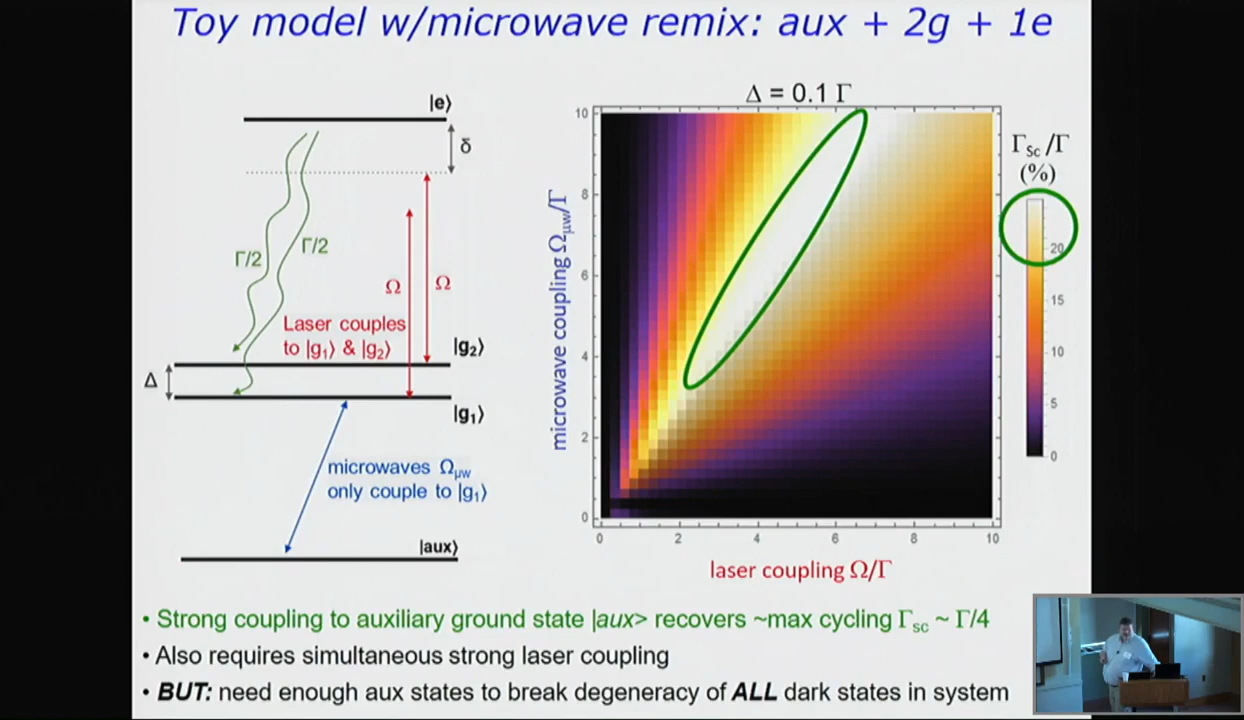 Toy model w/microwave remix: aux + 2g + 1e
|e⟩
δ
Γ/2
Γ/2
Ω
Ω
Laser couples
to |g₁⟩ & |g₂⟩
|g₂⟩
Δ
|g₁⟩
microwaves Ωμw
only couple to |g₁⟩
|aux⟩
Δ = 0.1 Γ
microwave coupling Ωμw/Γ
10
8
6
4
2
0
0
2
4
6
8
10
laser coupling Ω/Γ
Γsc/Γ
(%)
20
15
10
5
0
• Strong coupling to auxiliary ground state |aux> recovers ~max cycling Γsc ~ Γ/4
• Also requires simultaneous strong laser coupling
• BUT: need enough aux states to break degeneracy of ALL dark states in system